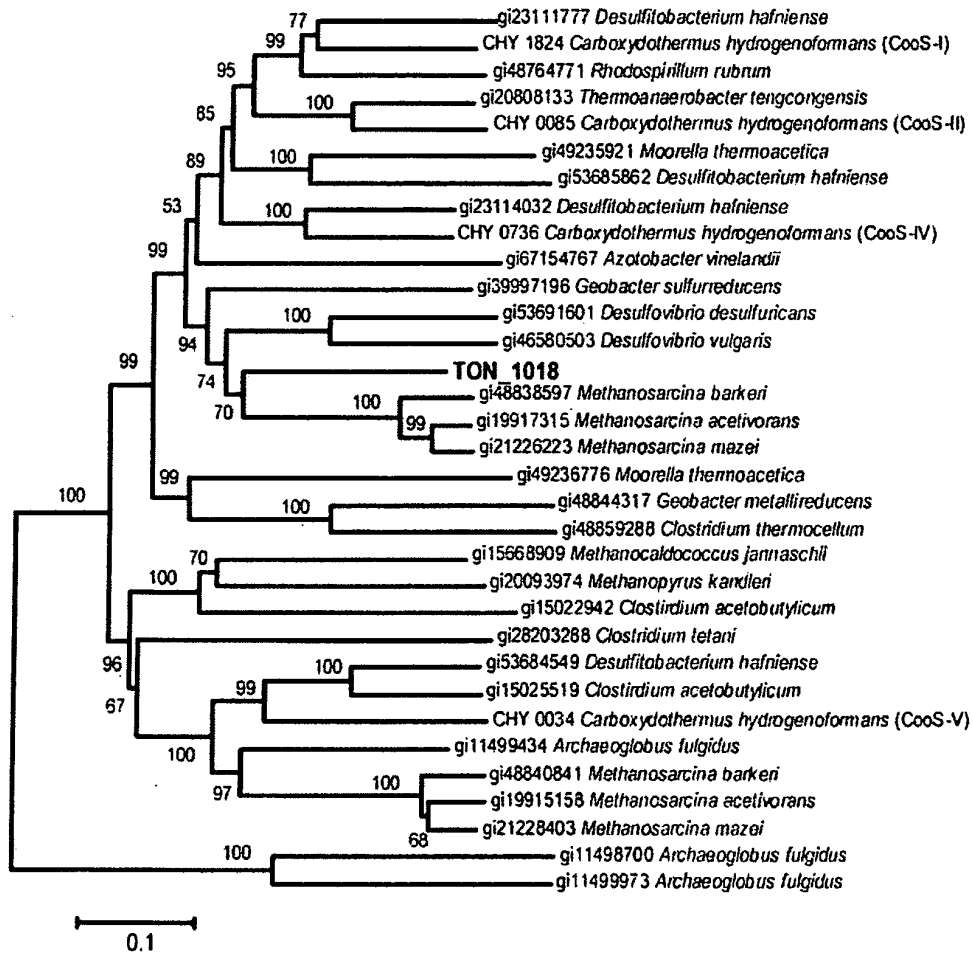 77
gi23111777 Desulfitobacterium hafniense
99
CHY 1824 Carboxydothermus hydrogenoformans (CooS-I)
95
gi48764771 Rhodospirillum rubrum
100
gi20808133 Thermoanaerobacter tengcongensis
85
CHY 0085 Carboxydothermus hydrogenoformans (CooS-II)
100
gi49235921 Moorella thermoacetica
89
gi53685862 Desulfitobacterium hafniense
53
100
gi23114032 Desulfitobacterium hafniense
CHY 0736 Carboxydothermus hydrogenoformans (CooS-IV)
99
gi67154767 Azotobacter vinelandii
gi39997196 Geobacter sulfurreducens
100
gi53691601 Desulfovibrio desulfuricans
94
gi46580503 Desulfovibrio vulgaris
99
74
TON_1018
70
100
gi48838597 Methanosarcina barkeri
99
gi19917315 Methanosarcina acetivorans
gi21226223 Methanosarcina mazei
99
gi49236776 Moorella thermoacetica
100
100
gi48844317 Geobacter metallireducens
gi48859288 Clostridium thermocellum
70
gi15668909 Methanocaldococcus jannaschii
100
gi20093974 Methanopyrus kandleri
gi15022942 Clostirdium acetobutylicum
gi28203288 Clostridium tetani
96
100
gi53684549 Desulfitobacterium hafniense
67
99
gi15025519 Clostirdium acetobutylicum
CHY 0034 Carboxydothermus hydrogenoformans (CooS-V)
100
gi11499434 Archaeoglobus fulgidus
97
100
gi48840841 Methanosarcina barkeri
gi19915158 Methanosarcina acetivorans
68
gi21228403 Methanosarcina mazei
100
gi11498700 Archaeoglobus fulgidus
gi11499973 Archaeoglobus fulgidus
0.1